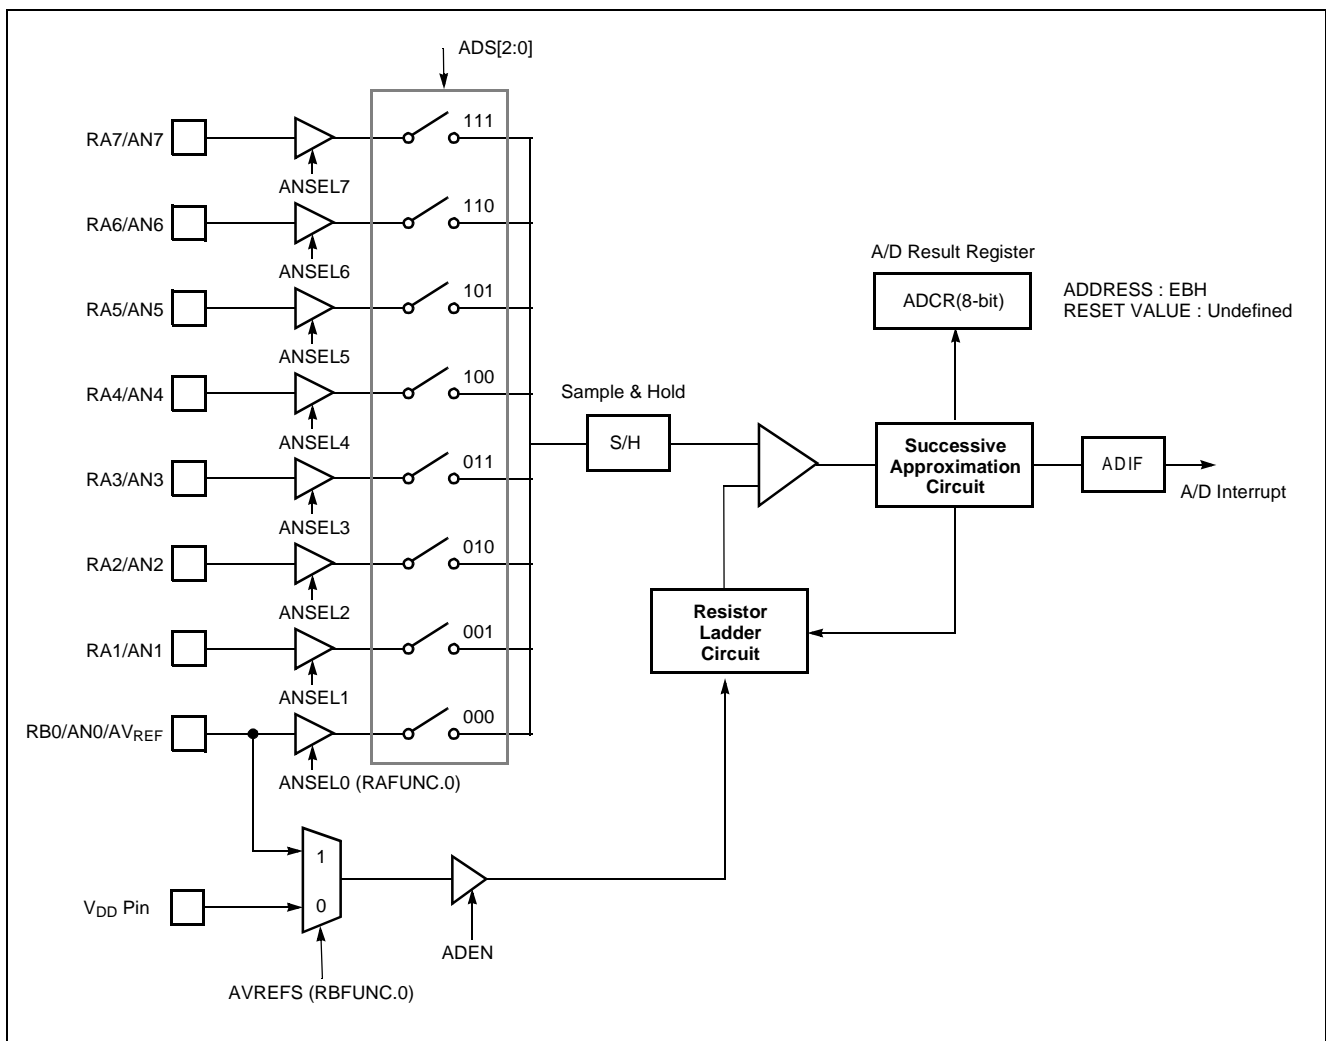 ADS[2:0]
RA7/AN7
111
ANSEL7
RA6/AN6
110
ANSEL6
RA5/AN5
101
ANSEL5
RA4/AN4
100
ANSEL4
RA3/AN3
011
ANSEL3
RA2/AN2
010
ANSEL2
RA1/AN1
001
ANSEL1
RB0/AN0/AVREF
000
ANSEL0 (RAFUNC.0)
1
VDD Pin
0
ADEN
AVREFS (RBFUNC.0)
Sample & Hold
S/H
A/D Result Register
ADCR(8-bit)
ADDRESS : EBH
RESET VALUE : Undefined
Successive
Approximation
Circuit
ADIF
A/D Interrupt
Resistor
Ladder
Circuit